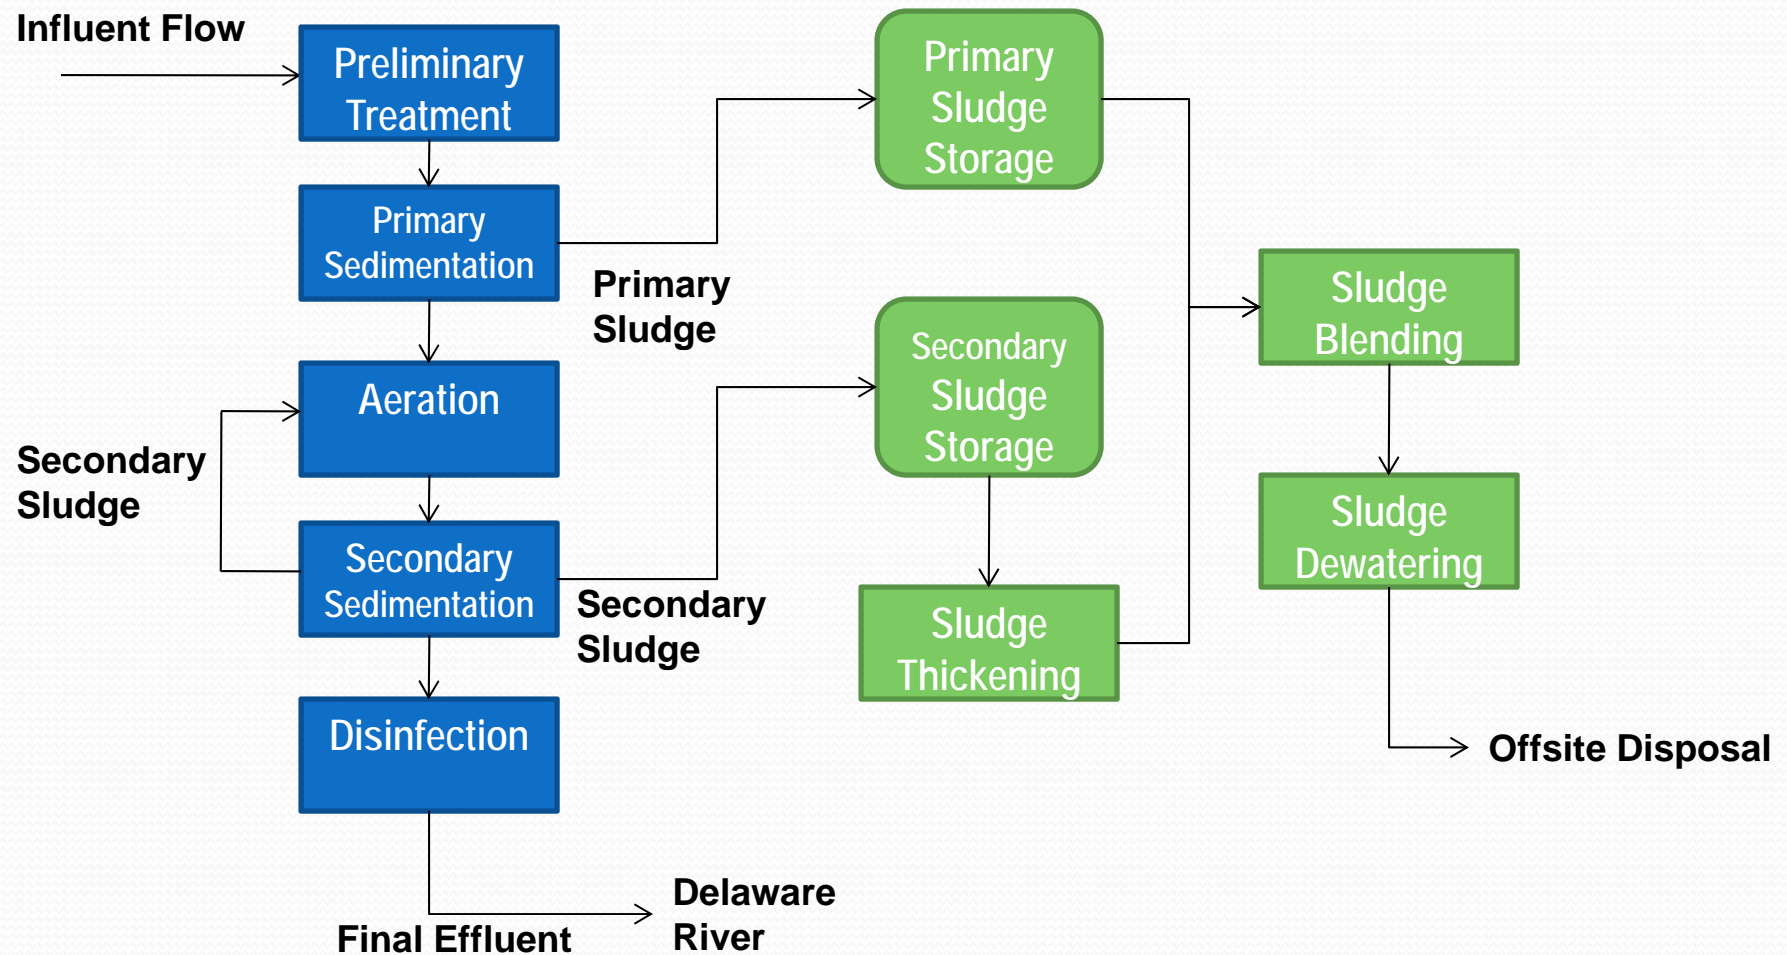 Influent Flow
Preliminary
Treatment
Primary
Sedimentation
Primary
Sludge
Aeration
Secondary
Sludge
Secondary
Sedimentation
Secondary
Sludge
Disinfection
Final Effluent
Delaware
River
Primary
Sludge
Storage
Secondary
Sludge
Storage
Sludge
Thickening
Sludge
Blending
Sludge
Dewatering
Offsite Disposal